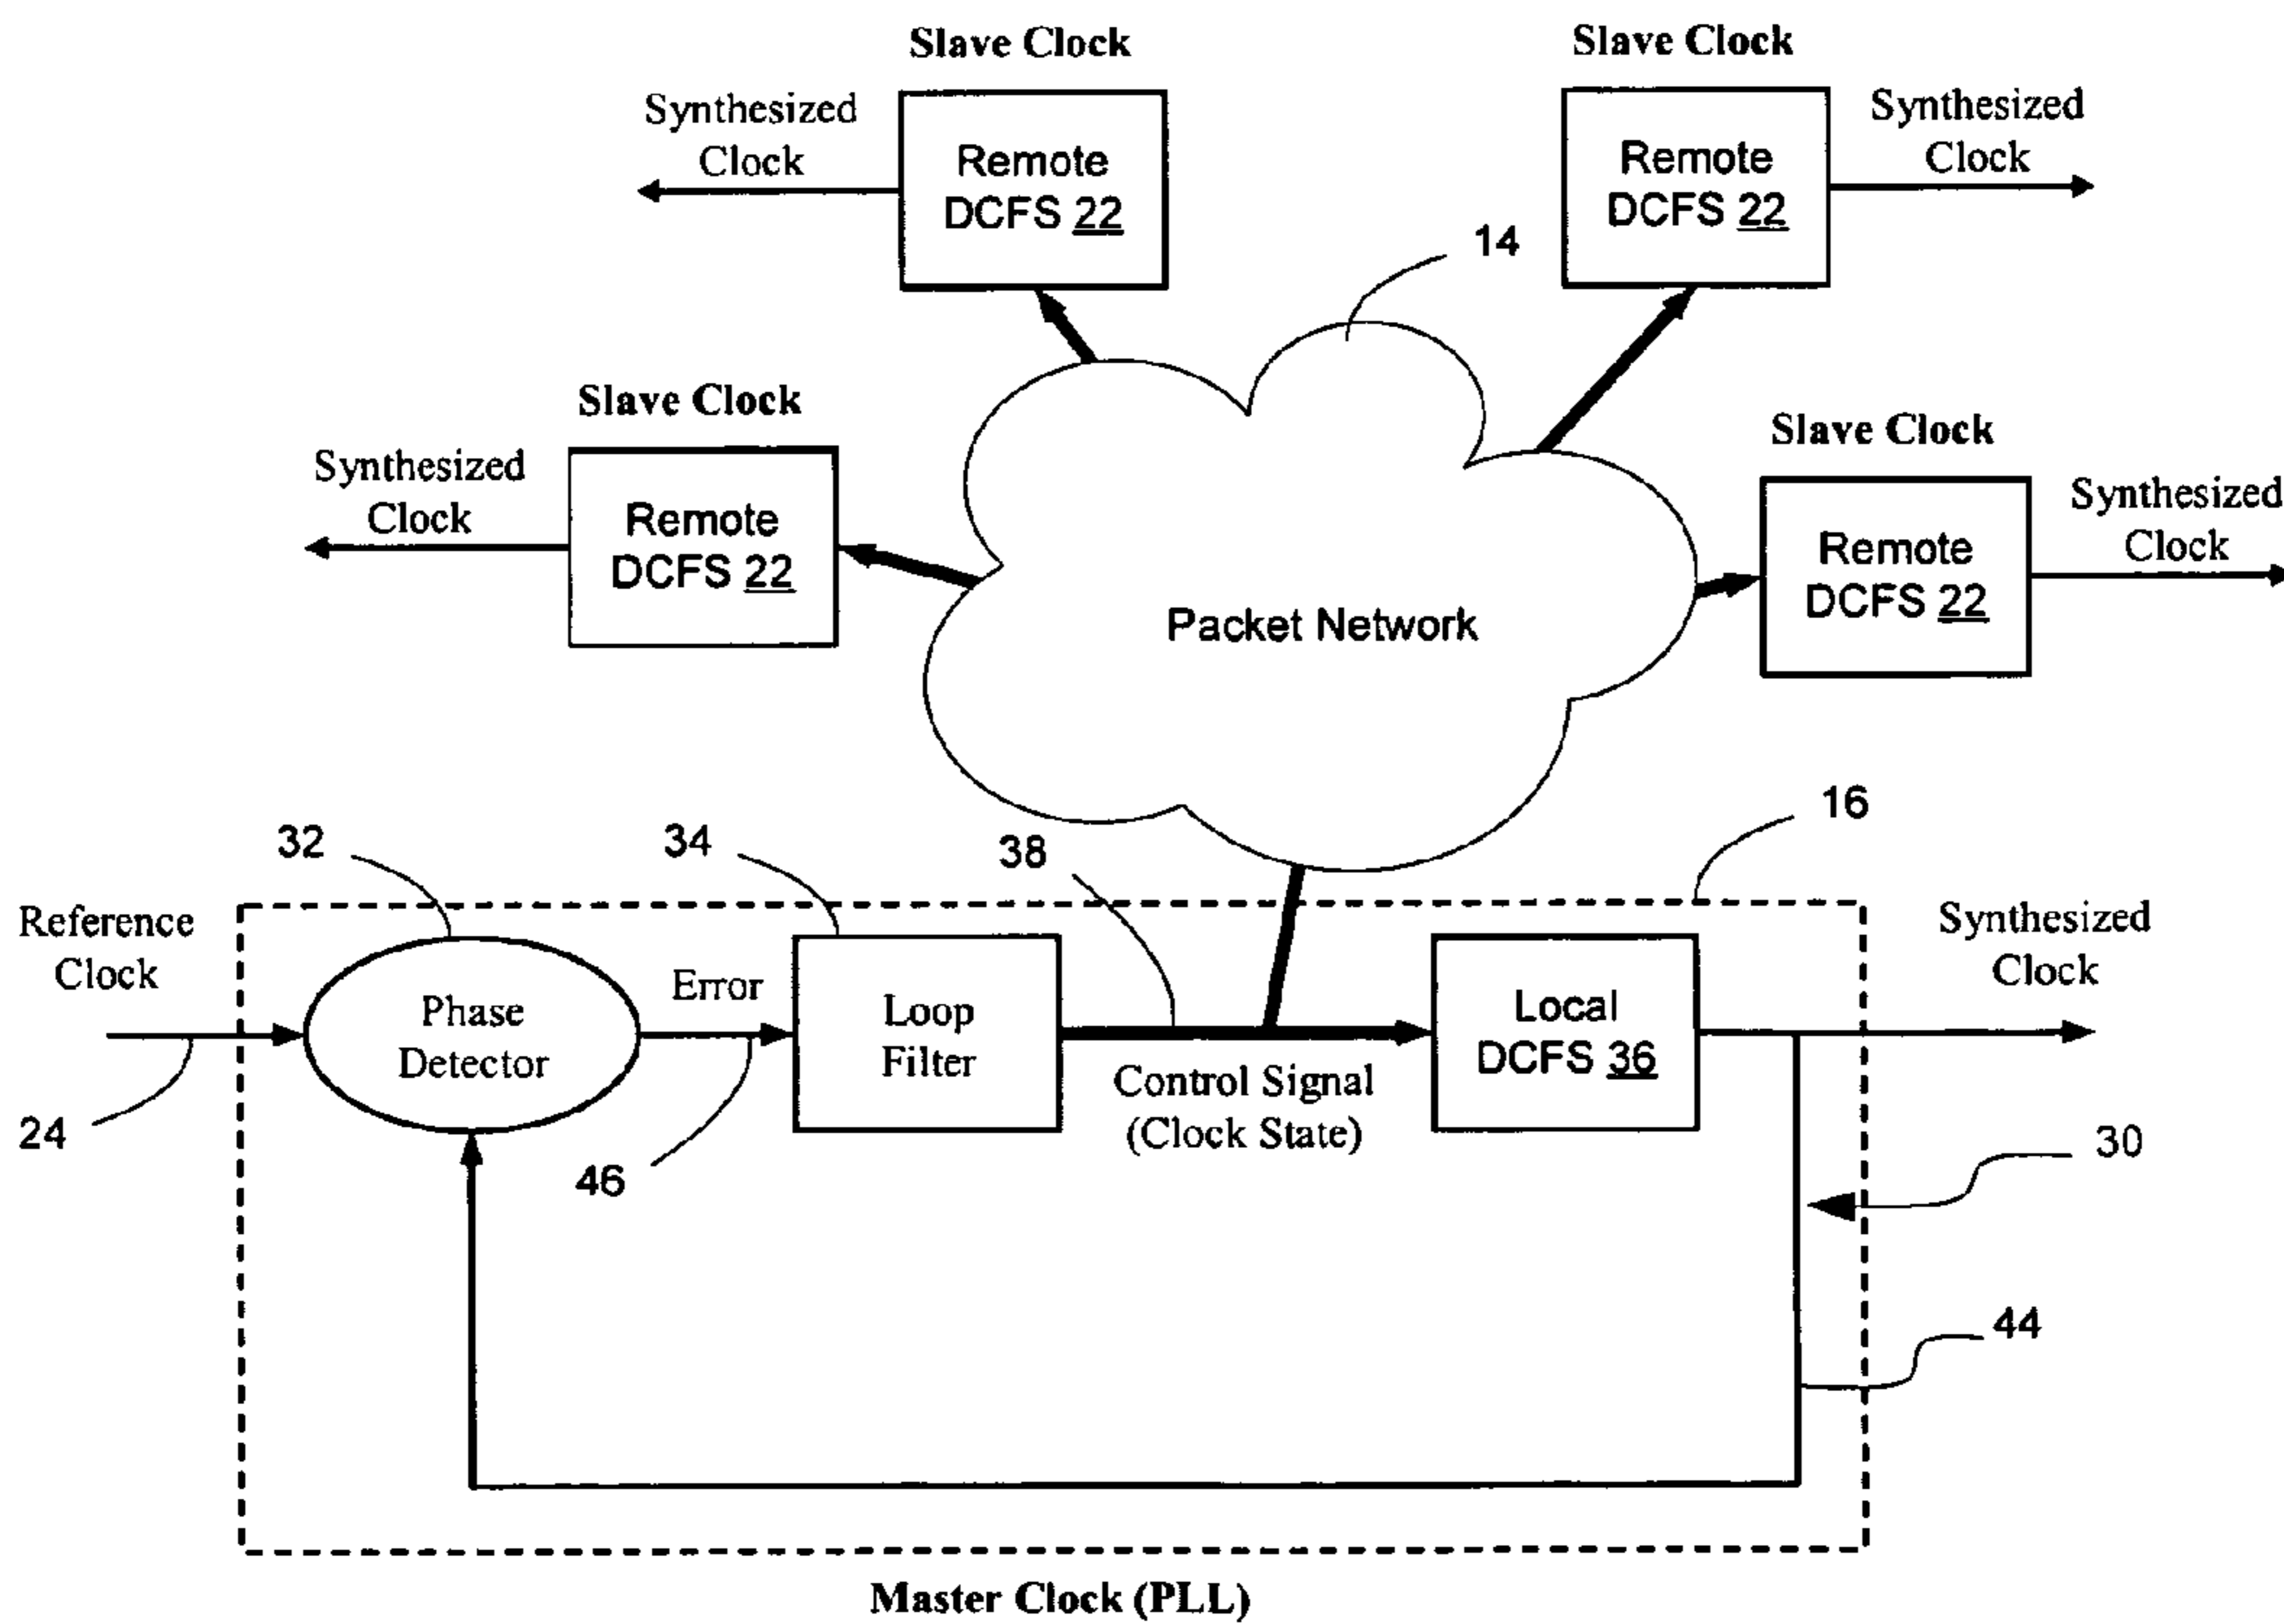 Slave Clock
Slave Clock
Synthesized
Clock
Remote
DCFS 22
Remote
DCFS 22
Synthesized
Clock
14
Slave Clock
Slave Clock
Synthesized
Clock
Remote
DCFS 22
Packet Network
Remote
DCFS 22
Synthesized
Clock
16
32
34
38
Reference
Clock
Phase
Detector
Error
Loop
Filter
Control Signal
(Clock State)
Local
DCFS 36
Synthesized
Clock
24
46
30
44
Master Clock (PLL)